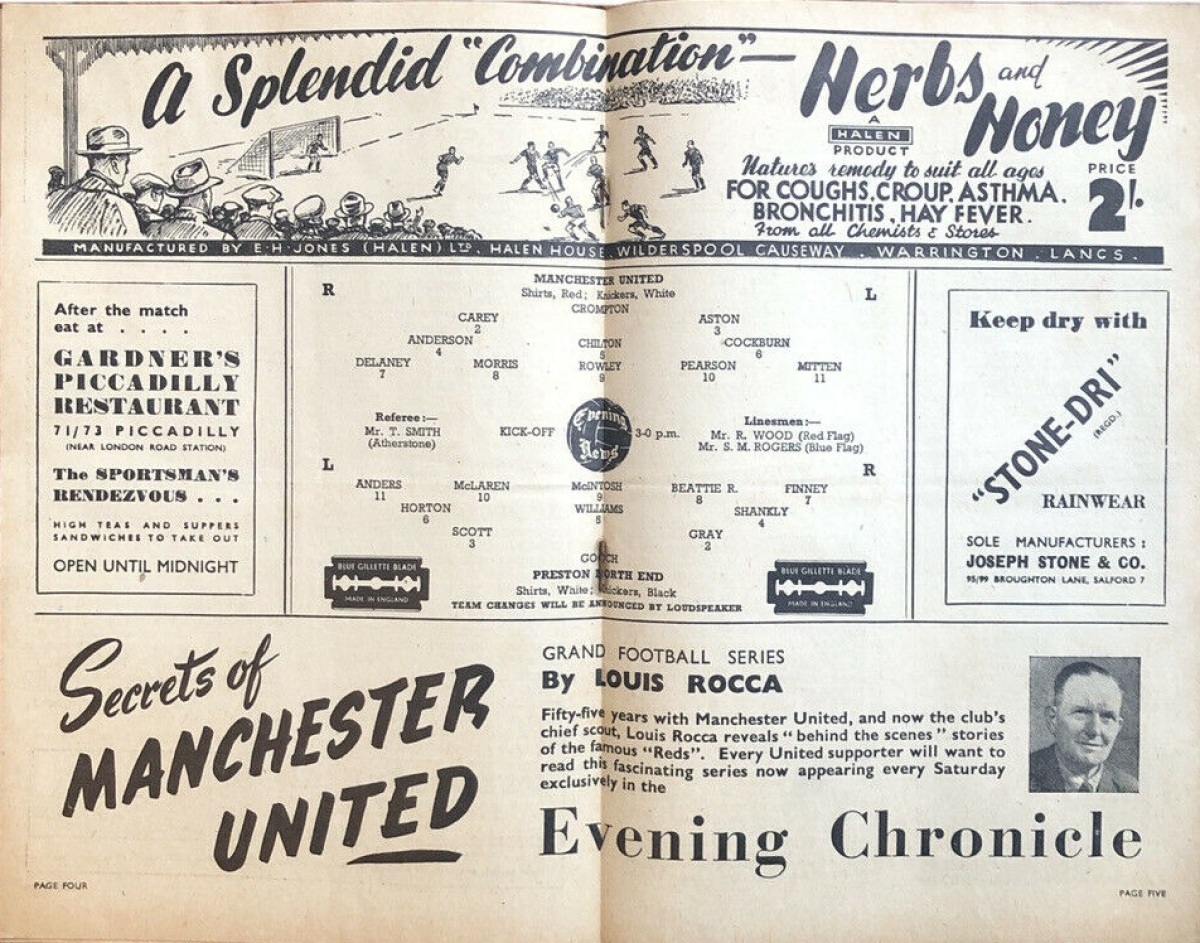 A Splendid "Combination" — Herbs and Honey
A
HALEN
PRODUCT
Nature's remedy to suit all ages
FOR COUGHS, CROUP, ASTHMA,
BRONCHITIS, HAY FEVER.
From all Chemists & Stores
PRICE
2/-
MANUFACTURED BY E·H·JONES (HALEN) LTD. HALEN HOUSE, WILDERSPOOL CAUSEWAY . WARRINGTON . LANCS .
After the match
eat at . . . .
GARDNER'S
PICCADILLY
RESTAURANT
71/73 PICCADILLY
(NEAR LONDON ROAD STATION)
The SPORTSMAN'S
RENDEZVOUS . . .
HIGH TEAS AND SUPPERS
SANDWICHES TO TAKE OUT
OPEN UNTIL MIDNIGHT
R MANCHESTER UNITED L
Shirts, Red; Knickers, White
CROMPTON
CAREY ASTON
2 3
ANDERSON CHILTON COCKBURN
4 5 6
DELANEY MORRIS ROWLEY PEARSON MITTEN
7 8 9 10 11
Referee:— Linesmen:—
Mr. T. SMITH KICK-OFF Evening News 3-0 p.m. Mr. R. WOOD (Red Flag)
(Atherstone) Mr. S. M. ROGERS (Blue Flag)
L R
ANDERS McLAREN McINTOSH BEATTIE R. FINNEY
11 10 9 8 7
HORTON WILLIAMS SHANKLY
6 5 4
SCOTT GRAY
3 2
GOOCH
PRESTON NORTH END
Shirts, White; Knickers, Black
TEAM CHANGES WILL BE ANNOUNCED BY LOUDSPEAKER
BLUE GILLETTE BLADE
MADE IN ENGLAND
BLUE GILLETTE BLADE
MADE IN ENGLAND
Keep dry with
"STONE-DRI"
(REGD.)
RAINWEAR
SOLE MANUFACTURERS :
JOSEPH STONE & CO.
95/99 BROUGHTON LANE, SALFORD 7
Secrets of
MANCHESTER
UNITED
GRAND FOOTBALL SERIES
By LOUIS ROCCA
Fifty-five years with Manchester United, and now the club's
chief scout, Louis Rocca reveals "behind the scenes" stories
of the famous "Reds". Every United supporter will want to
read this fascinating series now appearing every Saturday
exclusively in the
Evening Chronicle
PAGE FOUR
PAGE FIVE